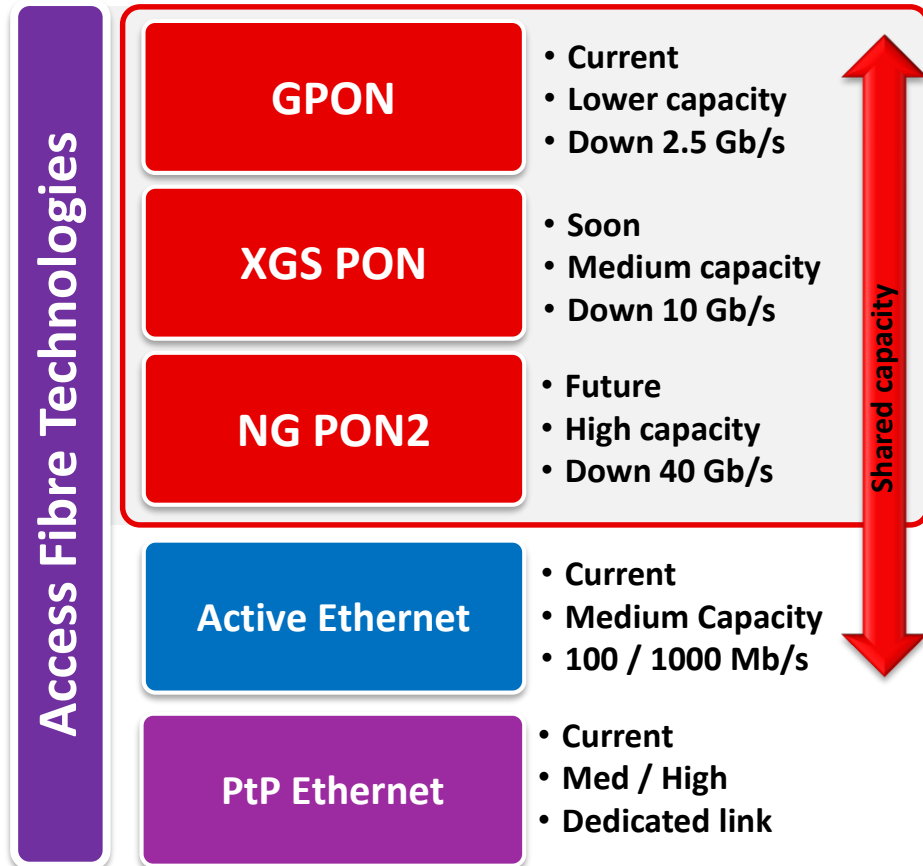 Access Fibre Technologies
GPON
• Current
• Lower capacity
• Down 2.5 Gb/s
XGS PON
• Soon
• Medium capacity
• Down 10 Gb/s
NG PON2
• Future
• High capacity
• Down 40 Gb/s
Shared capacity
Active Ethernet
• Current
• Medium Capacity
• 100 / 1000 Mb/s
PtP Ethernet
• Current
• Med / High
• Dedicated link